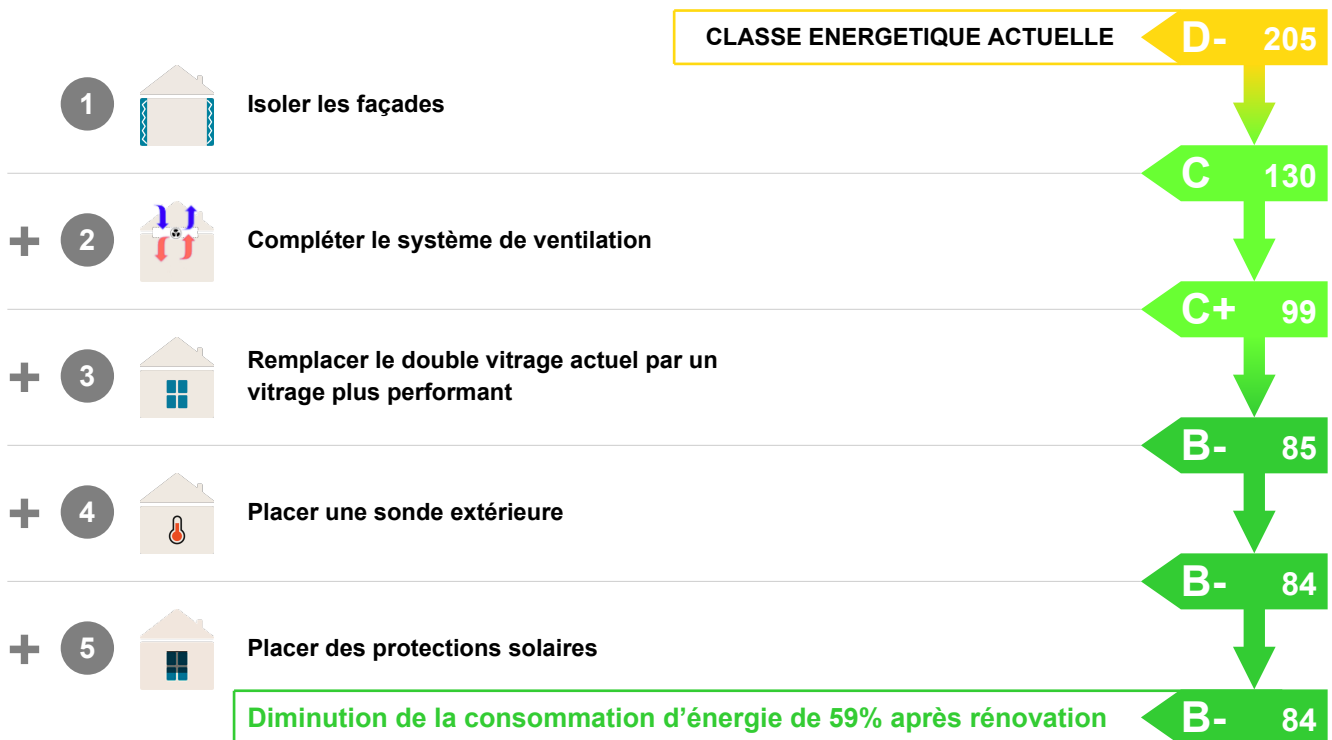 CLASSE ENERGETIQUE ACTUELLE D- 205
1 Isoler les façades
C 130
+ 2 Compléter le système de ventilation
C+ 99
+ 3 Remplacer le double vitrage actuel par un
vitrage plus performant
B- 85
+ 4 Placer une sonde extérieure
B- 84
+ 5 Placer des protections solaires
Diminution de la consommation d’énergie de 59% après rénovation B- 84